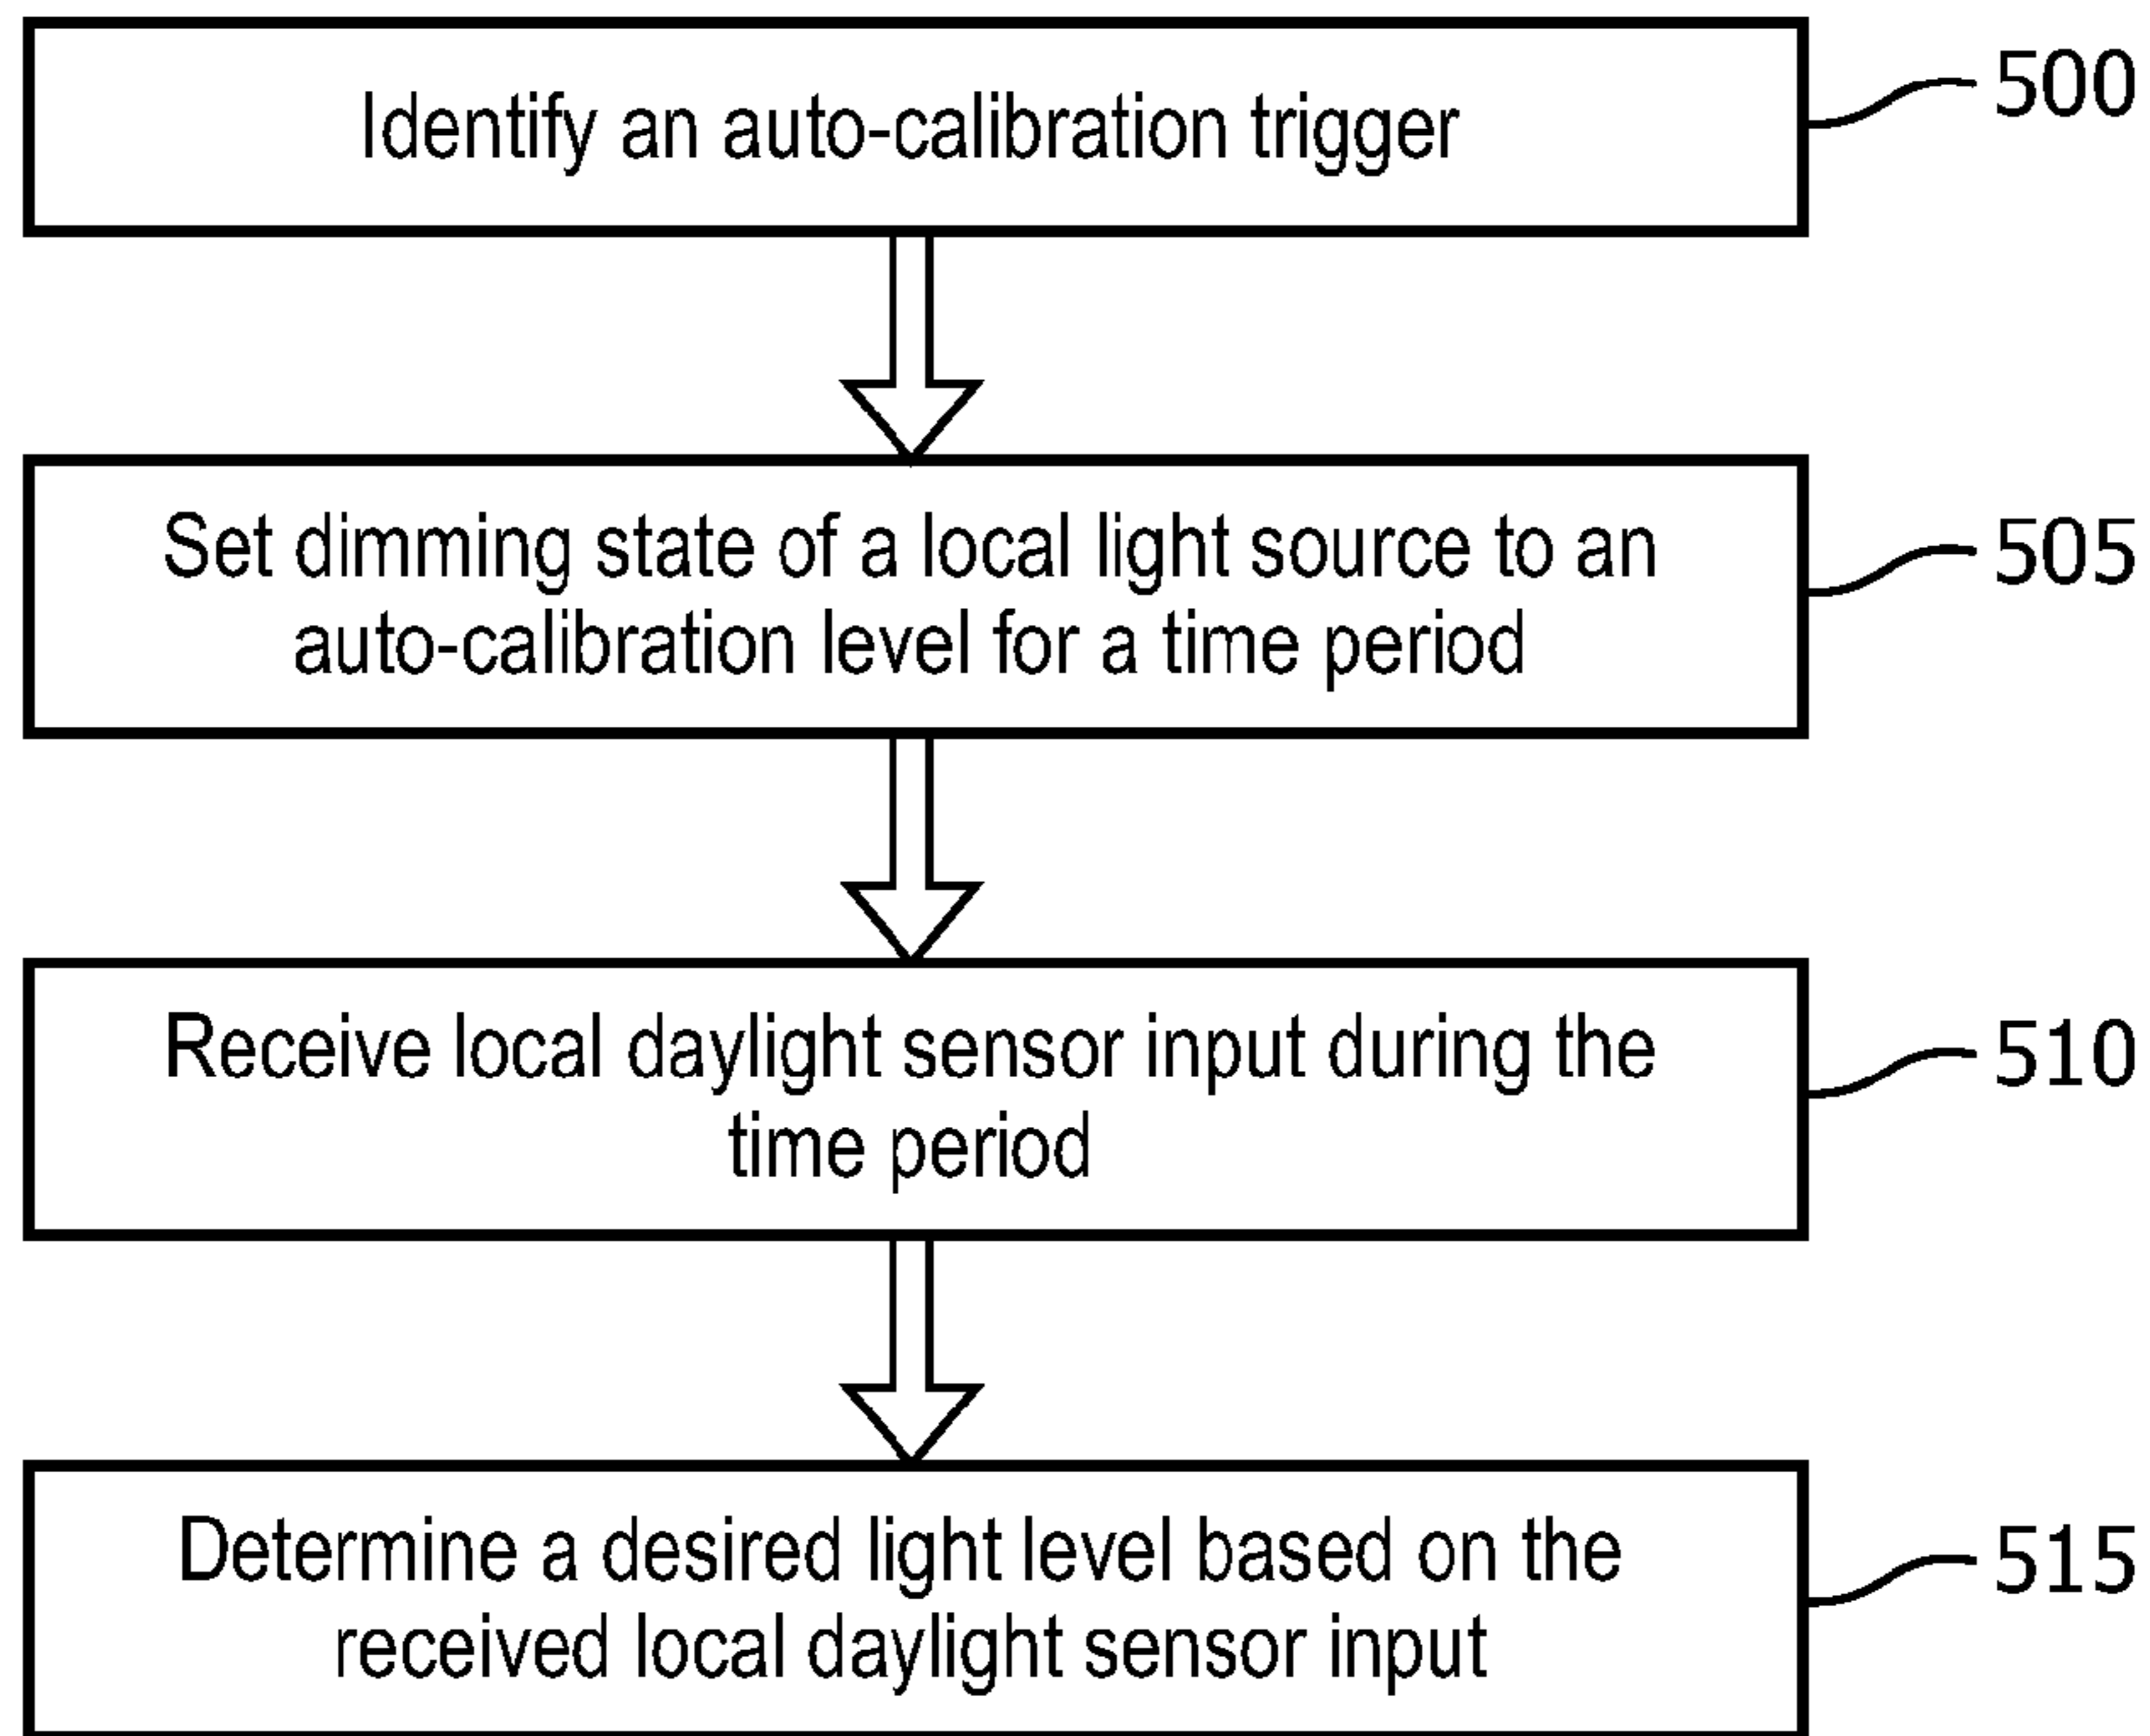 Identify an auto-calibration trigger
500
Set dimming state of a local light source to an
auto-calibration level for a time period
505
Receive local daylight sensor input during the
time period
510
Determine a desired light level based on the
received local daylight sensor input
515